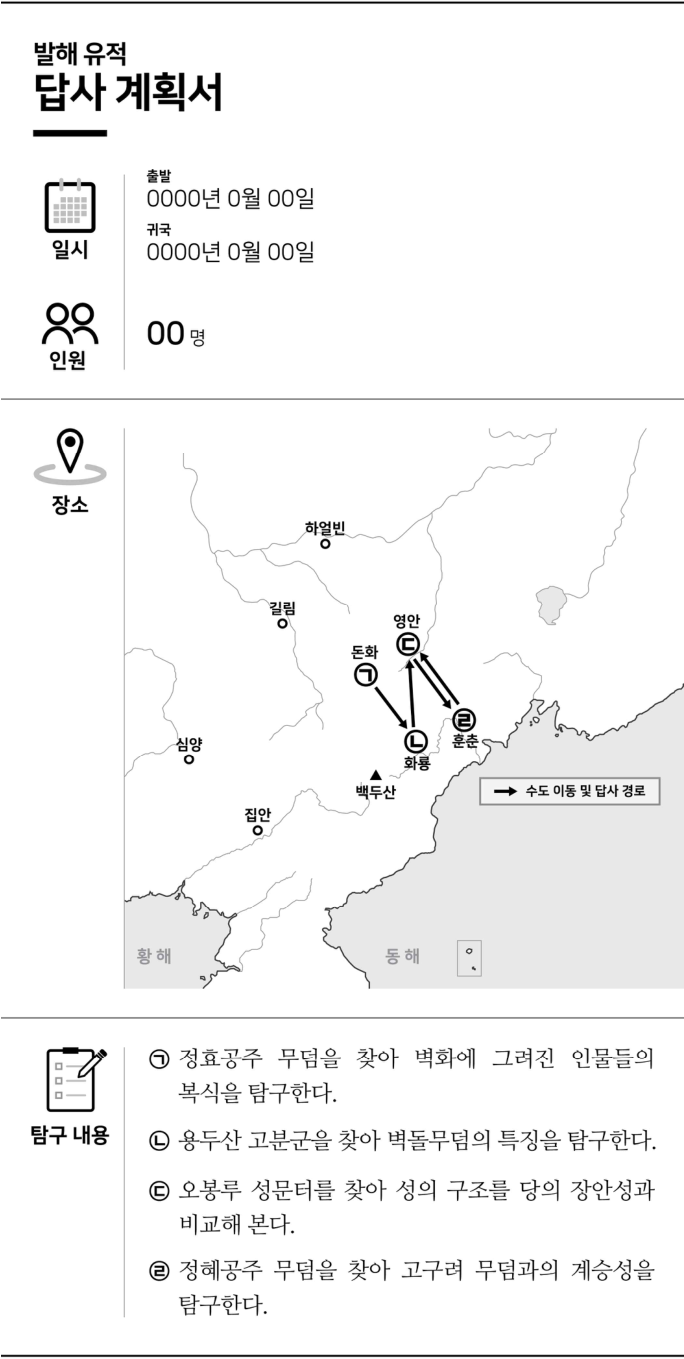 발해 유적
답사 계획서
일시
출발
0000년 0월 00일
귀국
0000년 0월 00일
인원
00 명
장소
하얼빈
길림
영안
㉢
돈화
㉠
심양
㉣
훈춘
㉡
화룡
▲
백두산
집안
→ 수도 이동 및 답사 경로
황해
동해
탐구 내용
㉠ 정효공주 무덤을 찾아 벽화에 그려진 인물들의
복식을 탐구한다.
㉡ 용두산 고분군을 찾아 벽돌무덤의 특징을 탐구한다.
㉢ 오봉루 성문터를 찾아 성의 구조를 당의 장안성과
비교해 본다.
㉣ 정혜공주 무덤을 찾아 고구려 무덤과의 계승성을
탐구한다.